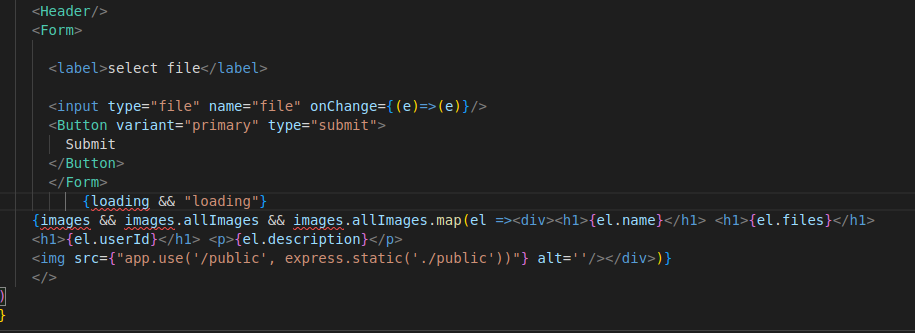 <Header/>
<Form>
<label>select file</label>
<input type="file" name="file" onChange={(e)=>(e)}/>
<Button variant="primary" type="submit">
Submit
</Button>
</Form>
{loading && "loading"}
{images && images.allImages && images.allImages.map(el =><div><h1>{el.name}</h1> <h1>{el.files}</h1>
<h1>{el.userId}</h1> <p>{el.description}</p>
<img src={"app.use('/public', express.static('./public'))"} alt=''/></div>)}
</>
)
}